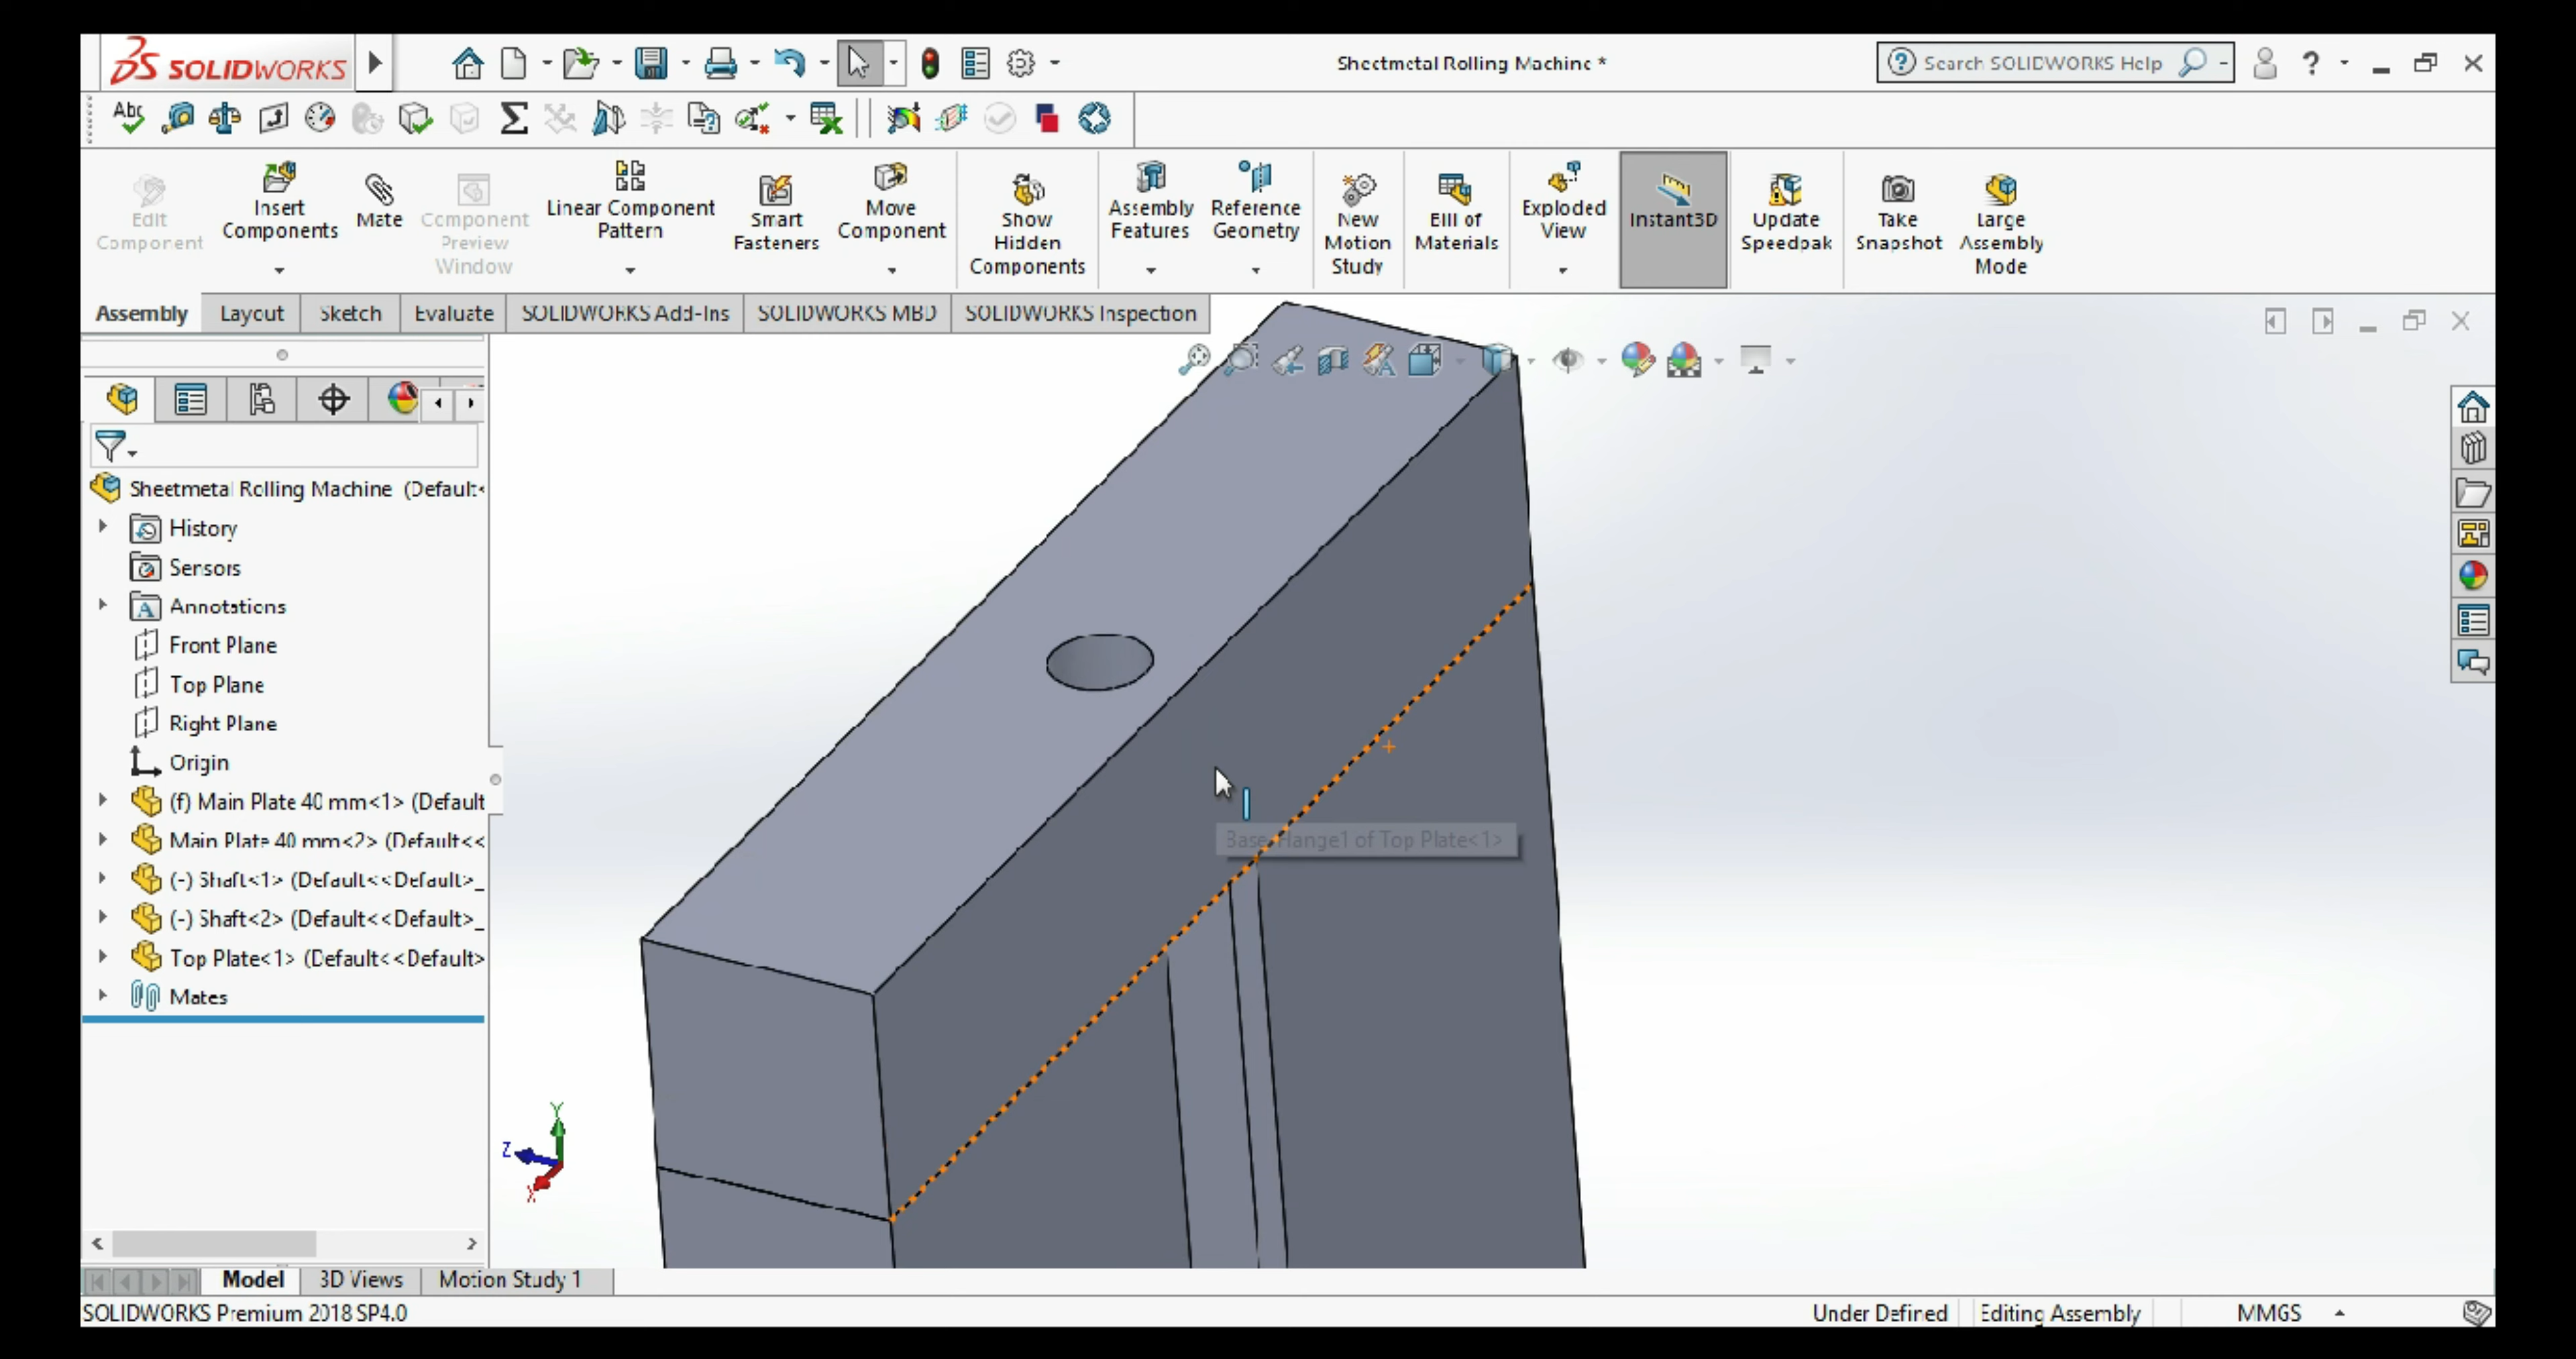 SOLIDWORKS
Sheetmetal Rolling Machine *
Search SOLIDWORKS Help
?
Abc
Edit Component
Insert Components
Mate
Component Preview Window
Linear Component Pattern
Smart Fasteners
Move Component
Show Hidden Components
Assembly Features
Reference Geometry
New Motion Study
Bill of Materials
Exploded View
Instant3D
Update Speedpak
Take Snapshot
Large Assembly Mode
Assembly
Layout
Sketch
Evaluate
SOLIDWORKS Add-Ins
SOLIDWORKS MBD
SOLIDWORKS Inspection
Sheetmetal Rolling Machine (Default<
History
Sensors
Annotations
Front Plane
Top Plane
Right Plane
Origin
(f) Main Plate 40 mm<1> (Default
Main Plate 40 mm<2> (Default<<
(-) Shaft<1> (Default<<Default>_
(-) Shaft<2> (Default<<Default>_
Top Plate<1> (Default<<Default>
Mates
Base-Flange1 of Top Plate<1>
Y
Z
X
Model
3D Views
Motion Study 1
SOLIDWORKS Premium 2018 SP4.0
Under Defined
Editing Assembly
MMGS